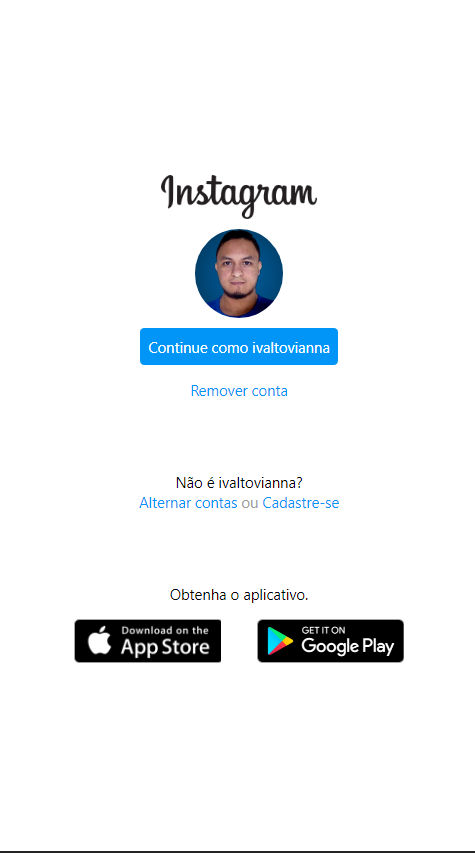 Instagram
Continue como ivaltovianna
Remover conta
Não é ivaltovianna?
Alternar contas ou Cadastre-se
Obtenha o aplicativo.
Download on the
App Store
GET IT ON
Google Play